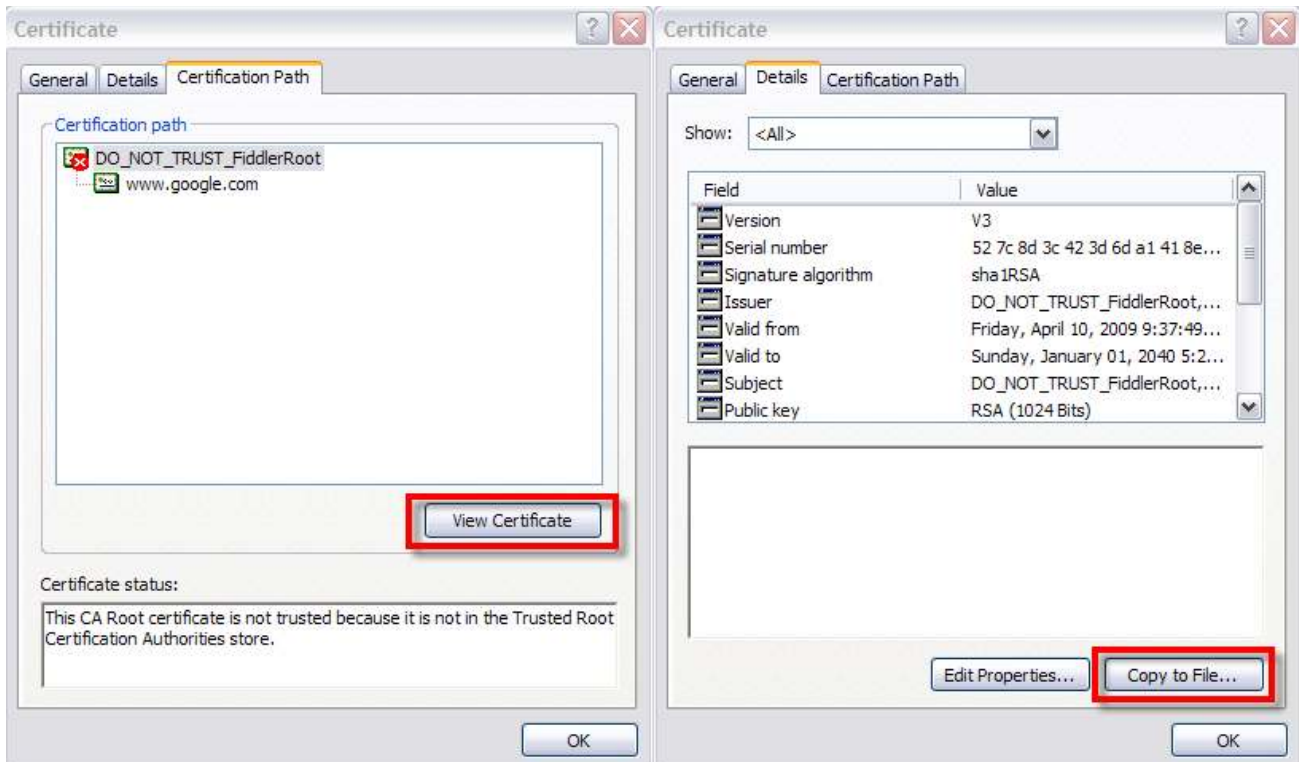 Certificate
General Details Certification Path
Certification path
DO_NOT_TRUST_FiddlerRoot
www.google.com
View Certificate
Certificate status:
This CA Root certificate is not trusted because it is not in the Trusted Root
Certification Authorities store.
OK
Certificate
General Details Certification Path
Show: <All>
Field Value
Version V3
Serial number 52 7c 8d 3c 42 3d 6d a1 41 8e...
Signature algorithm sha1RSA
Issuer DO_NOT_TRUST_FiddlerRoot,...
Valid from Friday, April 10, 2009 9:37:49...
Valid to Sunday, January 01, 2040 5:2...
Subject DO_NOT_TRUST_FiddlerRoot,...
Public key RSA (1024 Bits)
Edit Properties... Copy to File...
OK